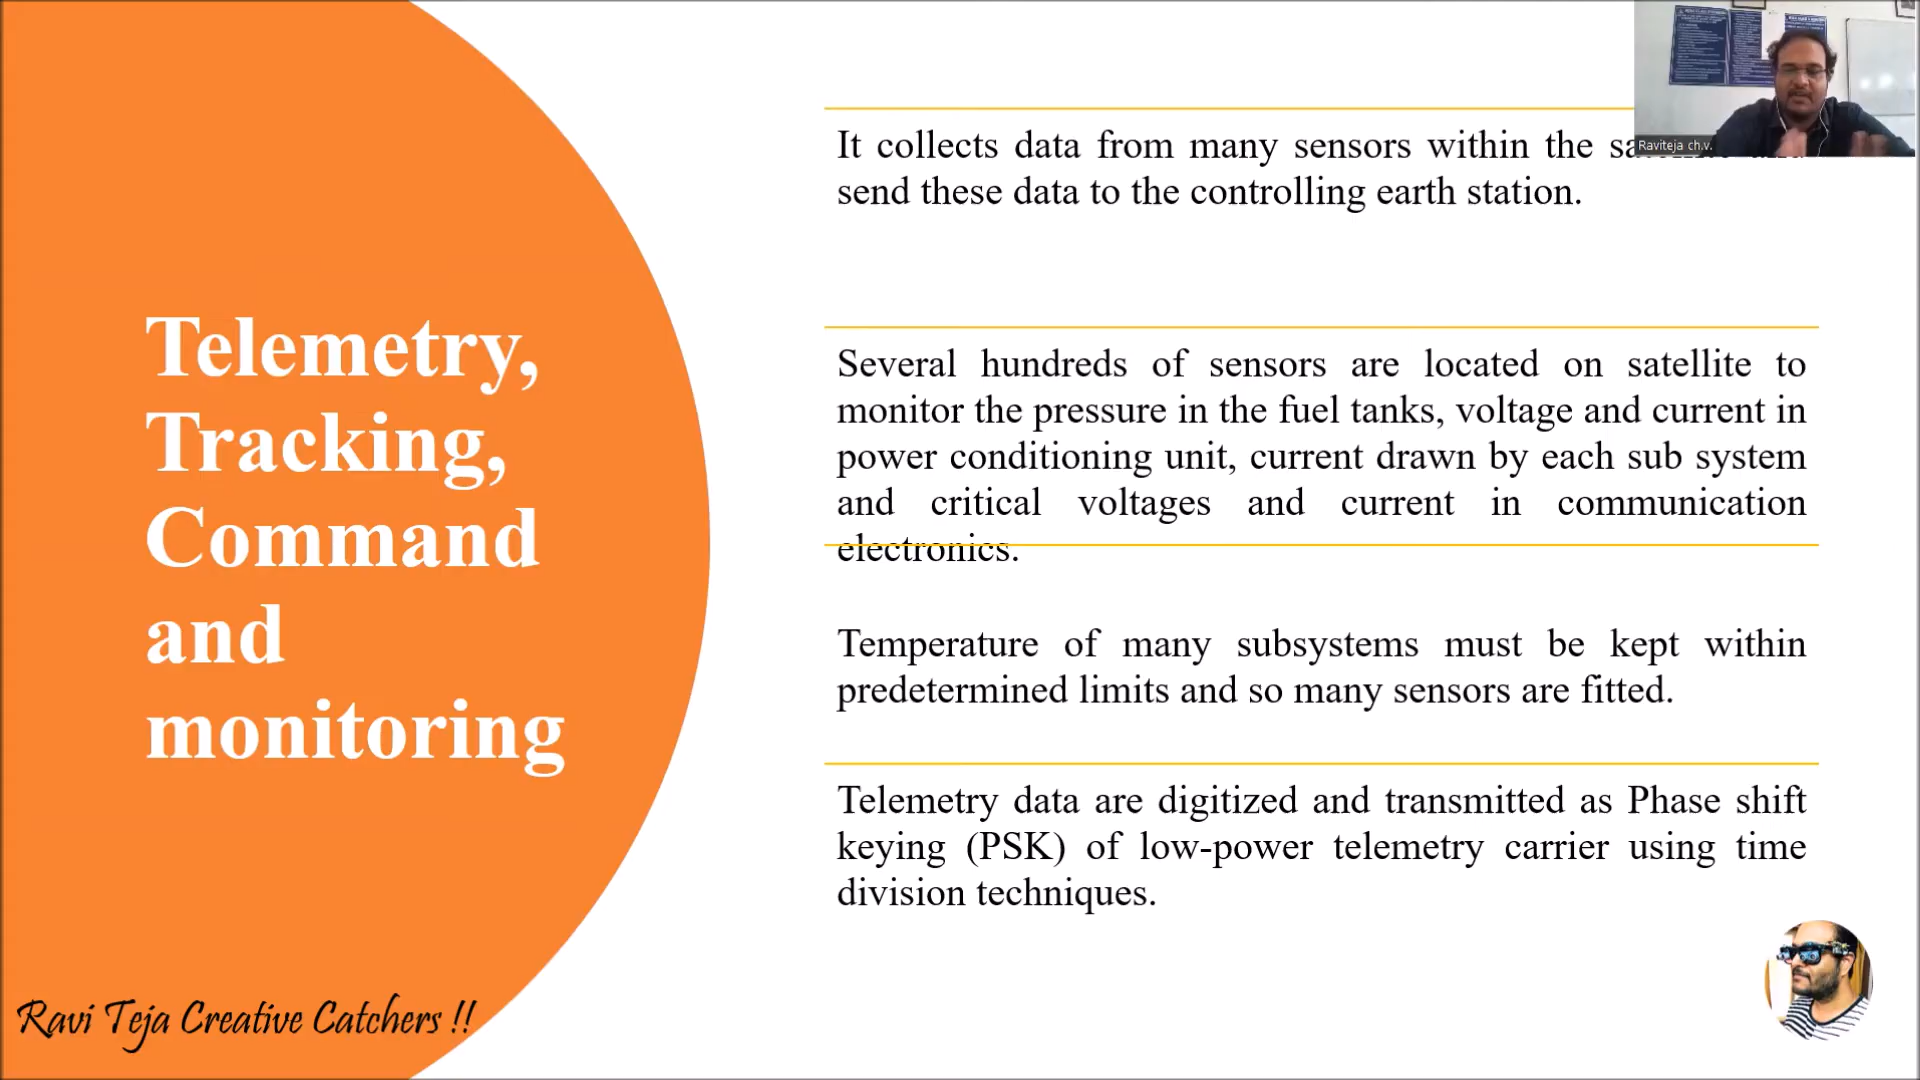 Telemetry,
Tracking,
Command
and
monitoring
It collects data from many sensors within the
send these data to the controlling earth station.
Several hundreds of sensors are located on satellite to
monitor the pressure in the fuel tanks, voltage and current in
power conditioning unit, current drawn by each sub system
and critical voltages and current in communication
electronics.
Temperature of many subsystems must be kept within
predetermined limits and so many sensors are fitted.
Telemetry data are digitized and transmitted as Phase shift
keying (PSK) of low-power telemetry carrier using time
division techniques.
Raviteja ch.v.
Ravi Teja Creative Catchers !!